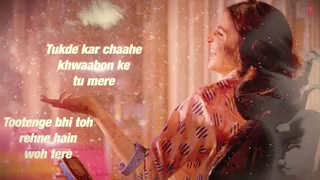 Tukde kar chaahe
khwaabon ke
tu mere
Tootenge bhi toh
rehne hain
woh tere